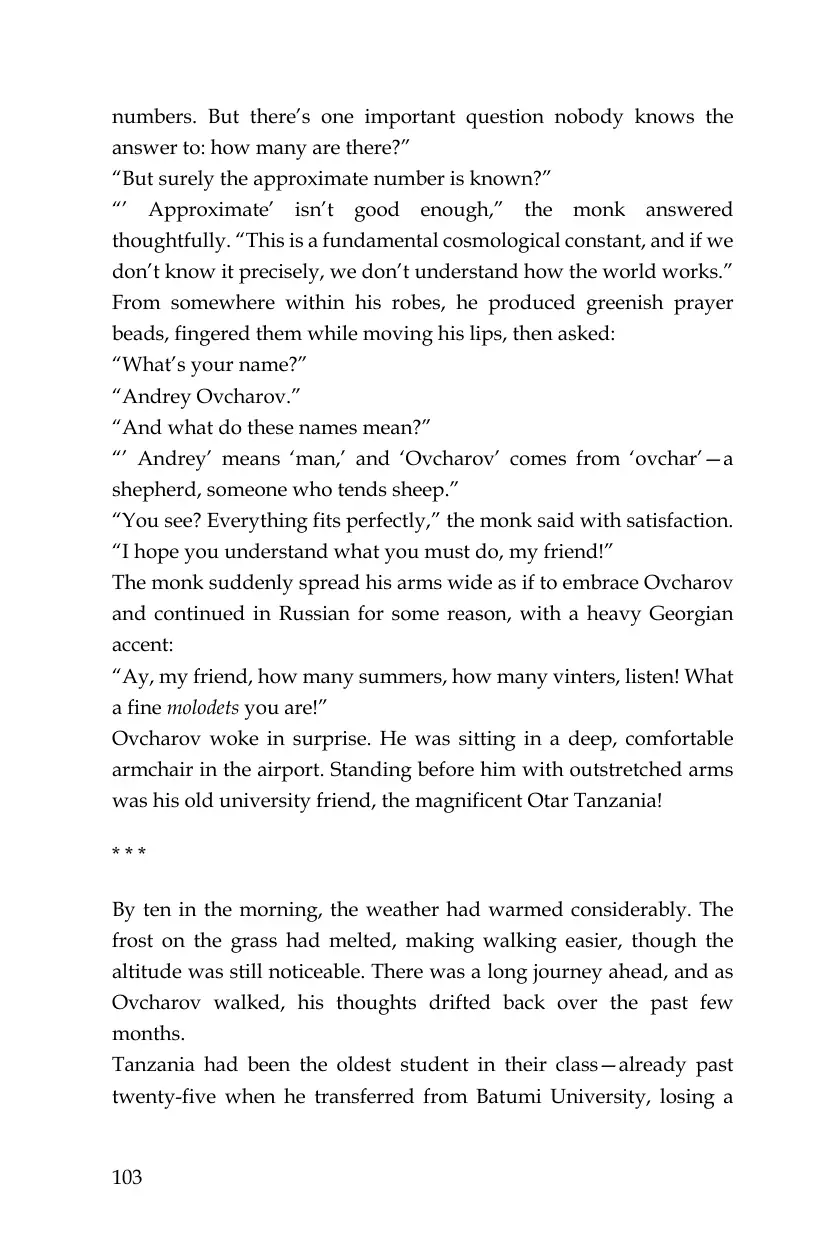 numbers. But there’s one important question nobody knows the
answer to: how many are there?”
“But surely the approximate number is known?”
“’ Approximate’ isn’t good enough,” the monk answered
thoughtfully. “This is a fundamental cosmological constant, and if we
don’t know it precisely, we don’t understand how the world works.”
From somewhere within his robes, he produced greenish prayer
beads, fingered them while moving his lips, then asked:
“What’s your name?”
“Andrey Ovcharov.”
“And what do these names mean?”
“’ Andrey’ means ‘man,’ and ‘Ovcharov’ comes from ‘ovchar’—a
shepherd, someone who tends sheep.”
“You see? Everything fits perfectly,” the monk said with satisfaction.
“I hope you understand what you must do, my friend!”
The monk suddenly spread his arms wide as if to embrace Ovcharov
and continued in Russian for some reason, with a heavy Georgian
accent:
“Ay, my friend, how many summers, how many vinters, listen! What
a fine molodets you are!”
Ovcharov woke in surprise. He was sitting in a deep, comfortable
armchair in the airport. Standing before him with outstretched arms
was his old university friend, the magnificent Otar Tanzania!
* * *
By ten in the morning, the weather had warmed considerably. The
frost on the grass had melted, making walking easier, though the
altitude was still noticeable. There was a long journey ahead, and as
Ovcharov walked, his thoughts drifted back over the past few
months.
Tanzania had been the oldest student in their class—already past
twenty-five when he transferred from Batumi University, losing a
103